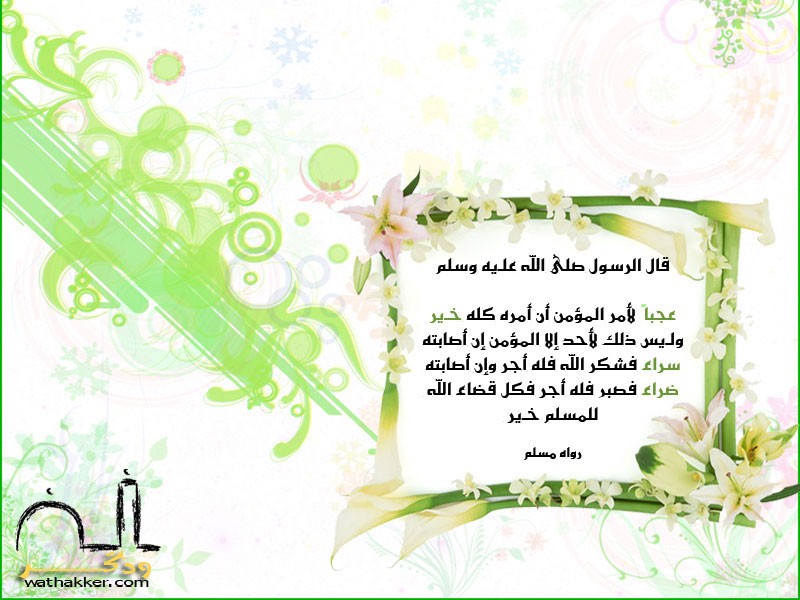 قال الرسول صلى الله عليه وسلم
عجباً لأمر المؤمن أن أمره كله خير
وليس ذلك لأحد إلا المؤمن إن أصابته
سراء فشكر الله فله أجر وإن أصابته
ضراء فصبر فله أجر فكل قضاء الله
للمسلم خير
رواه مسلم
وذكر
wathakker.com